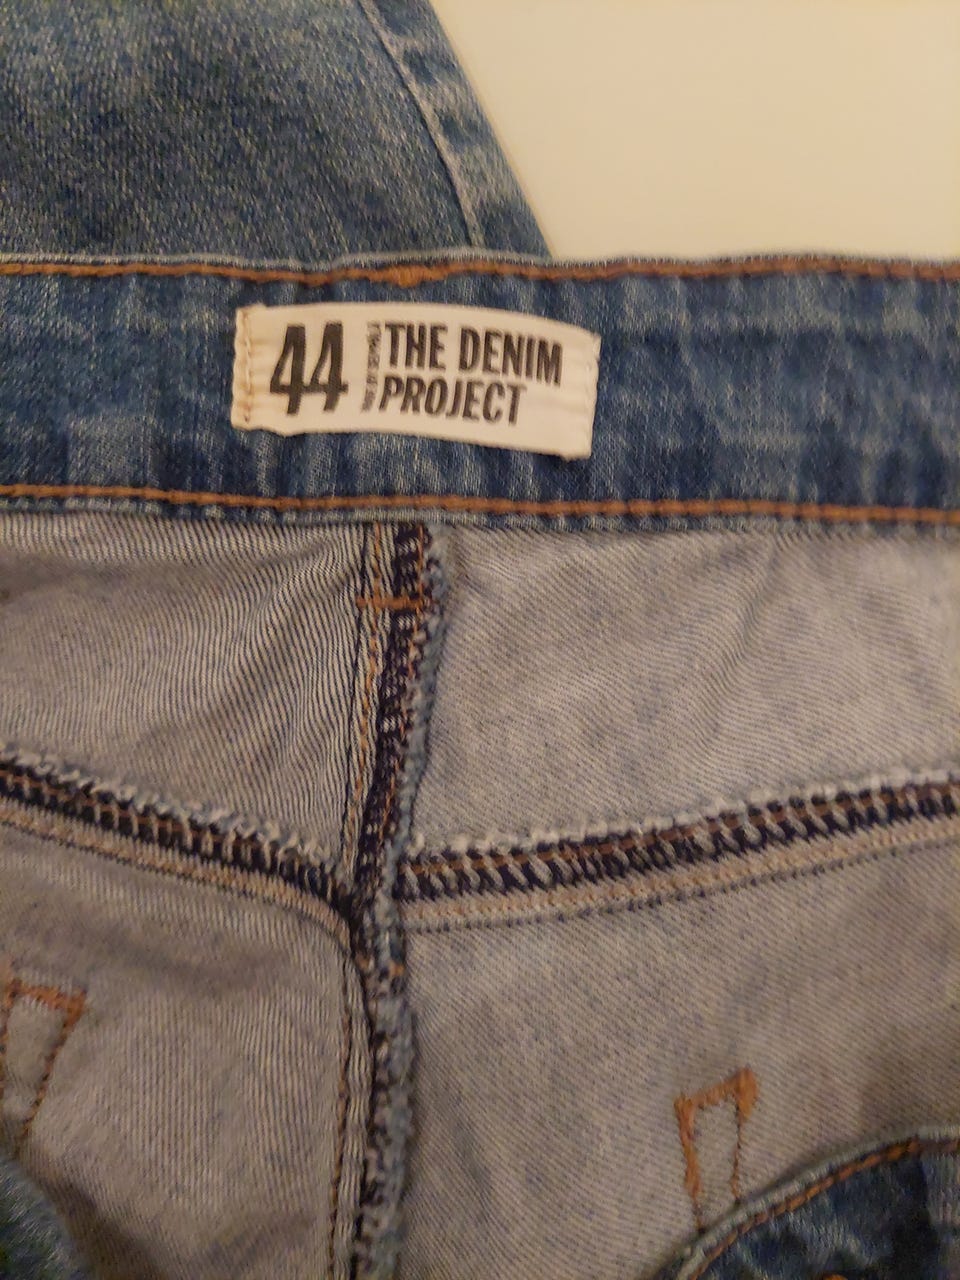 44
THE DENIM
PROJECT